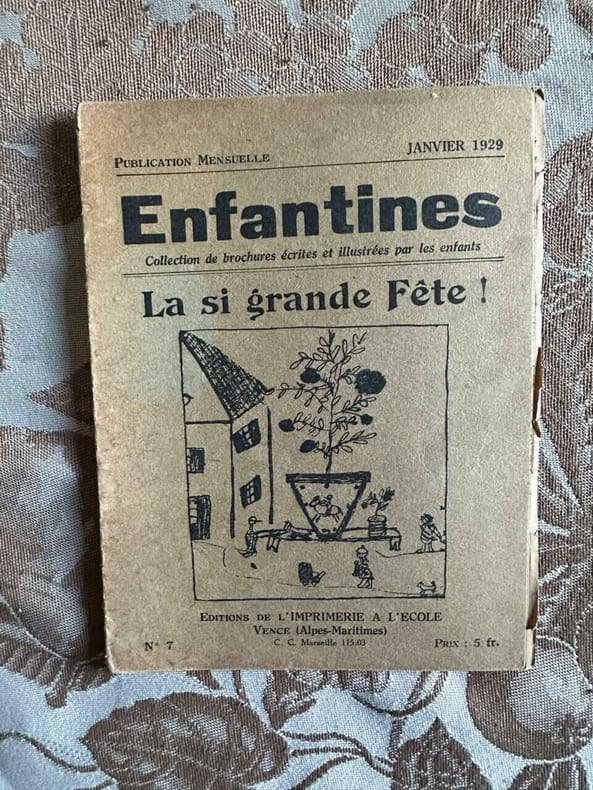 PUBLICATION MENSUELLE
JANVIER 1929
Enfantines
Collection de brochures écrites et illustrées par les enfants
La si grande Fête !
EDITIONS DE L'IMPRIMERIE A L'ECOLE
VENCE (Alpes-Maritimes)
C. C. Marseille 115.03
N° 7
PRIX : 5 fr.